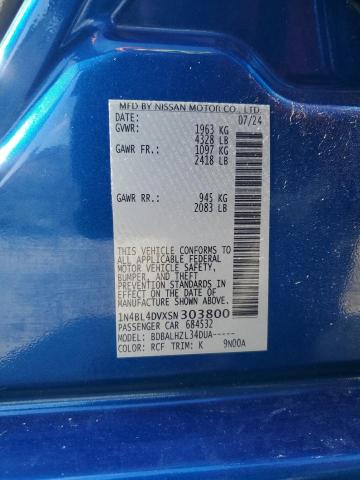 MFD BY NISSAN MOTOR CO., LTD.
DATE: 07/24
GVWR: 1963 KG
4328 LB
GAWR FR: 1097 KG
2418 LB
GAWR RR: 945 KG
2083 LB
THIS VEHICLE CONFORMS TO
ALL APPLICABLE FEDERAL
MOTOR VEHICLE SAFETY,
BUMPER, AND THEFT
PREVENTION STANDARDS IN
EFFECT ON THE DATE OF
MANUFACTURE SHOWN ABOVE.
1N4BL4DVXSN303800
PASSENGER CAR 684532
MODEL: BDBALHZL34DUA-----
COLOR: RCF TRIM: K 9N00A